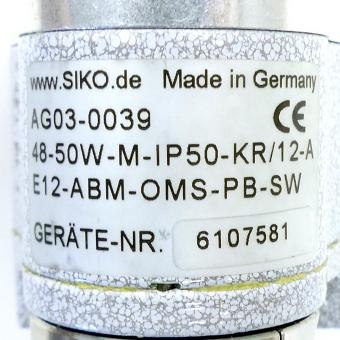 www.SIKO.de Made in Germany
AG03-0039 CE
48-50W-M-IP50-KR/12-A
E12-ABM-OMS-PB-SW
GERÄTE-NR. 6107581